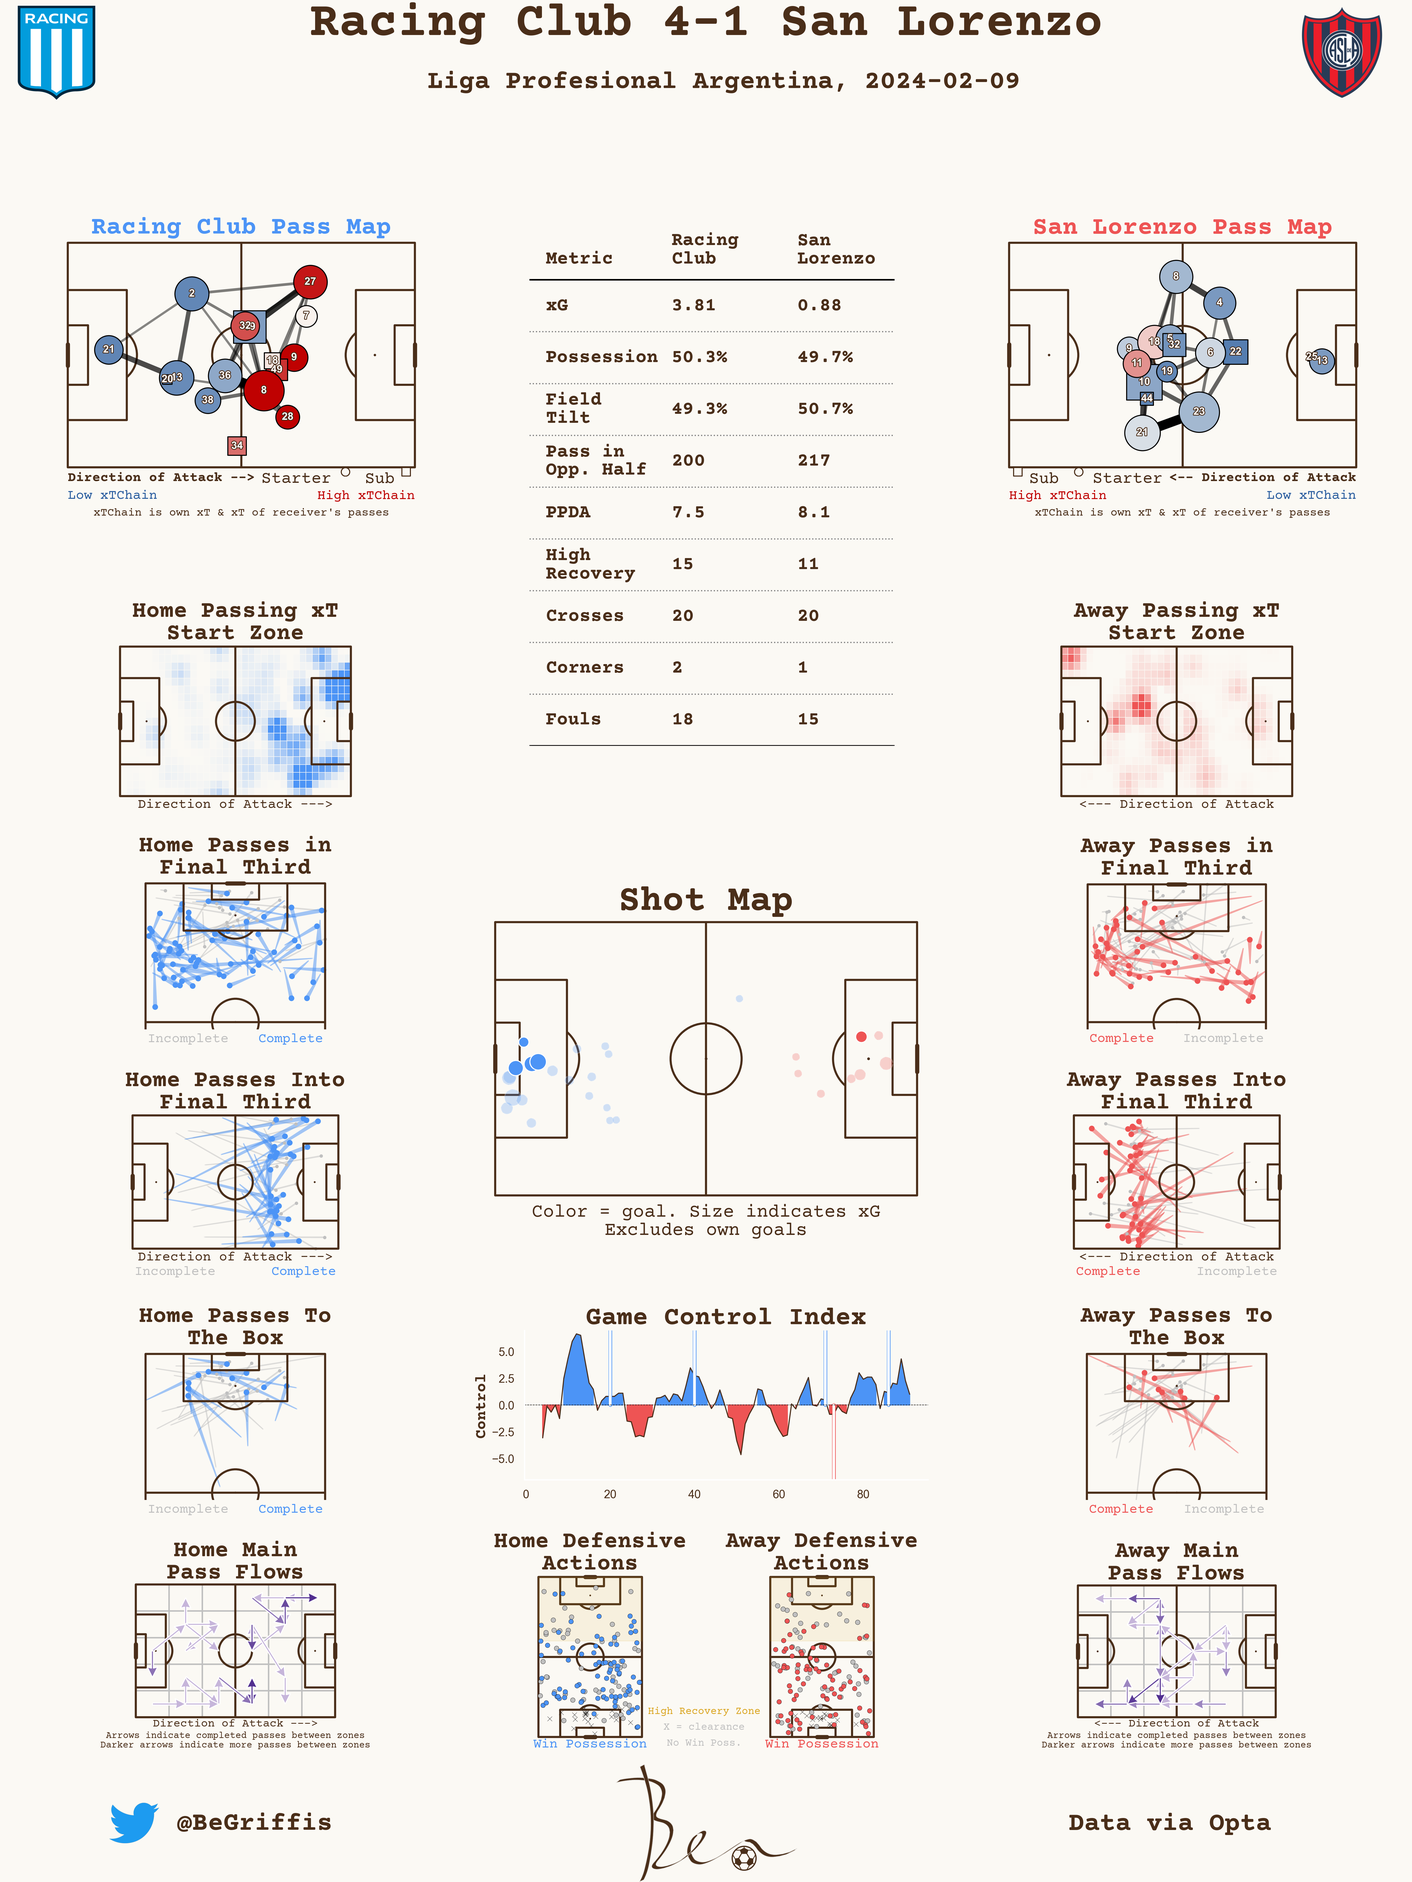 Racing Club 4-1 San Lorenzo
Liga Profesional Argentina, 2024-02-09
RACING
Racing Club Pass Map
27
2
7
32
9
21
18
9
49
20
13
36
8
38
28
34
Direction of Attack --> Starter Sub
Low xTChain High xTChain
xTChain is own xT & xT of receiver's passes
Metric Racing Club San Lorenzo
xG 3.81 0.88
Possession 50.3% 49.7%
Field Tilt 49.3% 50.7%
Pass in Opp. Half 200 217
PPDA 7.5 8.1
High Recovery 15 11
Crosses 20 20
Corners 2 1
Fouls 18 15
San Lorenzo Pass Map
8
4
9
18
5
32
6
22
25
13
11
19
10
44
23
21
Sub Starter <-- Direction of Attack
High xTChain Low xTChain
xTChain is own xT & xT of receiver's passes
Home Passing xT
Start Zone
Direction of Attack --->
Away Passing xT
Start Zone
<--- Direction of Attack
Home Passes in
Final Third
Incomplete Complete
Away Passes in
Final Third
Complete Incomplete
Shot Map
Color = goal. Size indicates xG
Excludes own goals
Home Passes Into
Final Third
Direction of Attack --->
Incomplete Complete
Away Passes Into
Final Third
<--- Direction of Attack
Complete Incomplete
Home Passes To
The Box
Incomplete Complete
Game Control Index
Control
5.0
2.5
0.0
−2.5
−5.0
0 20 40 60 80
Away Passes To
The Box
Complete Incomplete
Home Main
Pass Flows
Direction of Attack --->
Arrows indicate completed passes between zones
Darker arrows indicate more passes between zones
Home Defensive
Actions
Win Possession
High Recovery Zone
X = clearance
No Win Poss.
Away Defensive
Actions
Win Possession
Away Main
Pass Flows
<--- Direction of Attack
Arrows indicate completed passes between zones
Darker arrows indicate more passes between zones
@BeGriffis
Ben
Data via Opta